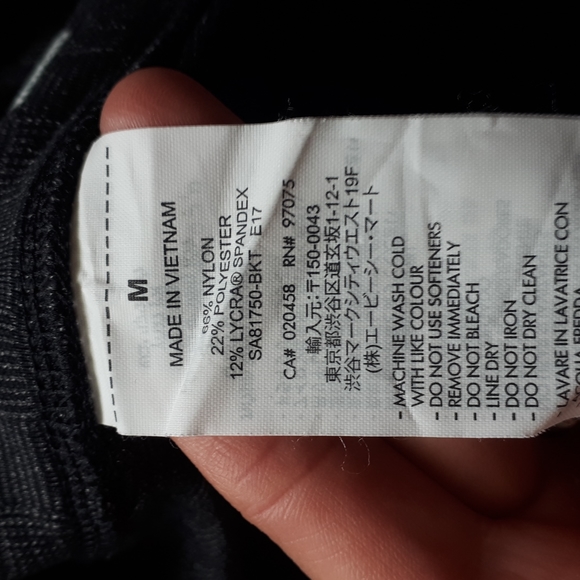 M
MADE IN VIETNAM
66% NYLON
22% POLYESTER
12% LYCRA® SPANDEX
SA81750-BKT E17
CA# 020458 RN# 97075
輸入元:〒150-0043
東京都渋谷区道玄坂1-12-1
渋谷マークシティウエスト19F
(株)エービーシー・マート
- MACHINE WASH COLD
WITH LIKE COLOUR
- DO NOT USE SOFTENERS
- REMOVE IMMEDIATELY
- DO NOT BLEACH
- LINE DRY
- DO NOT IRON
- DO NOT DRY CLEAN
LAVARE IN LAVATRICE CON